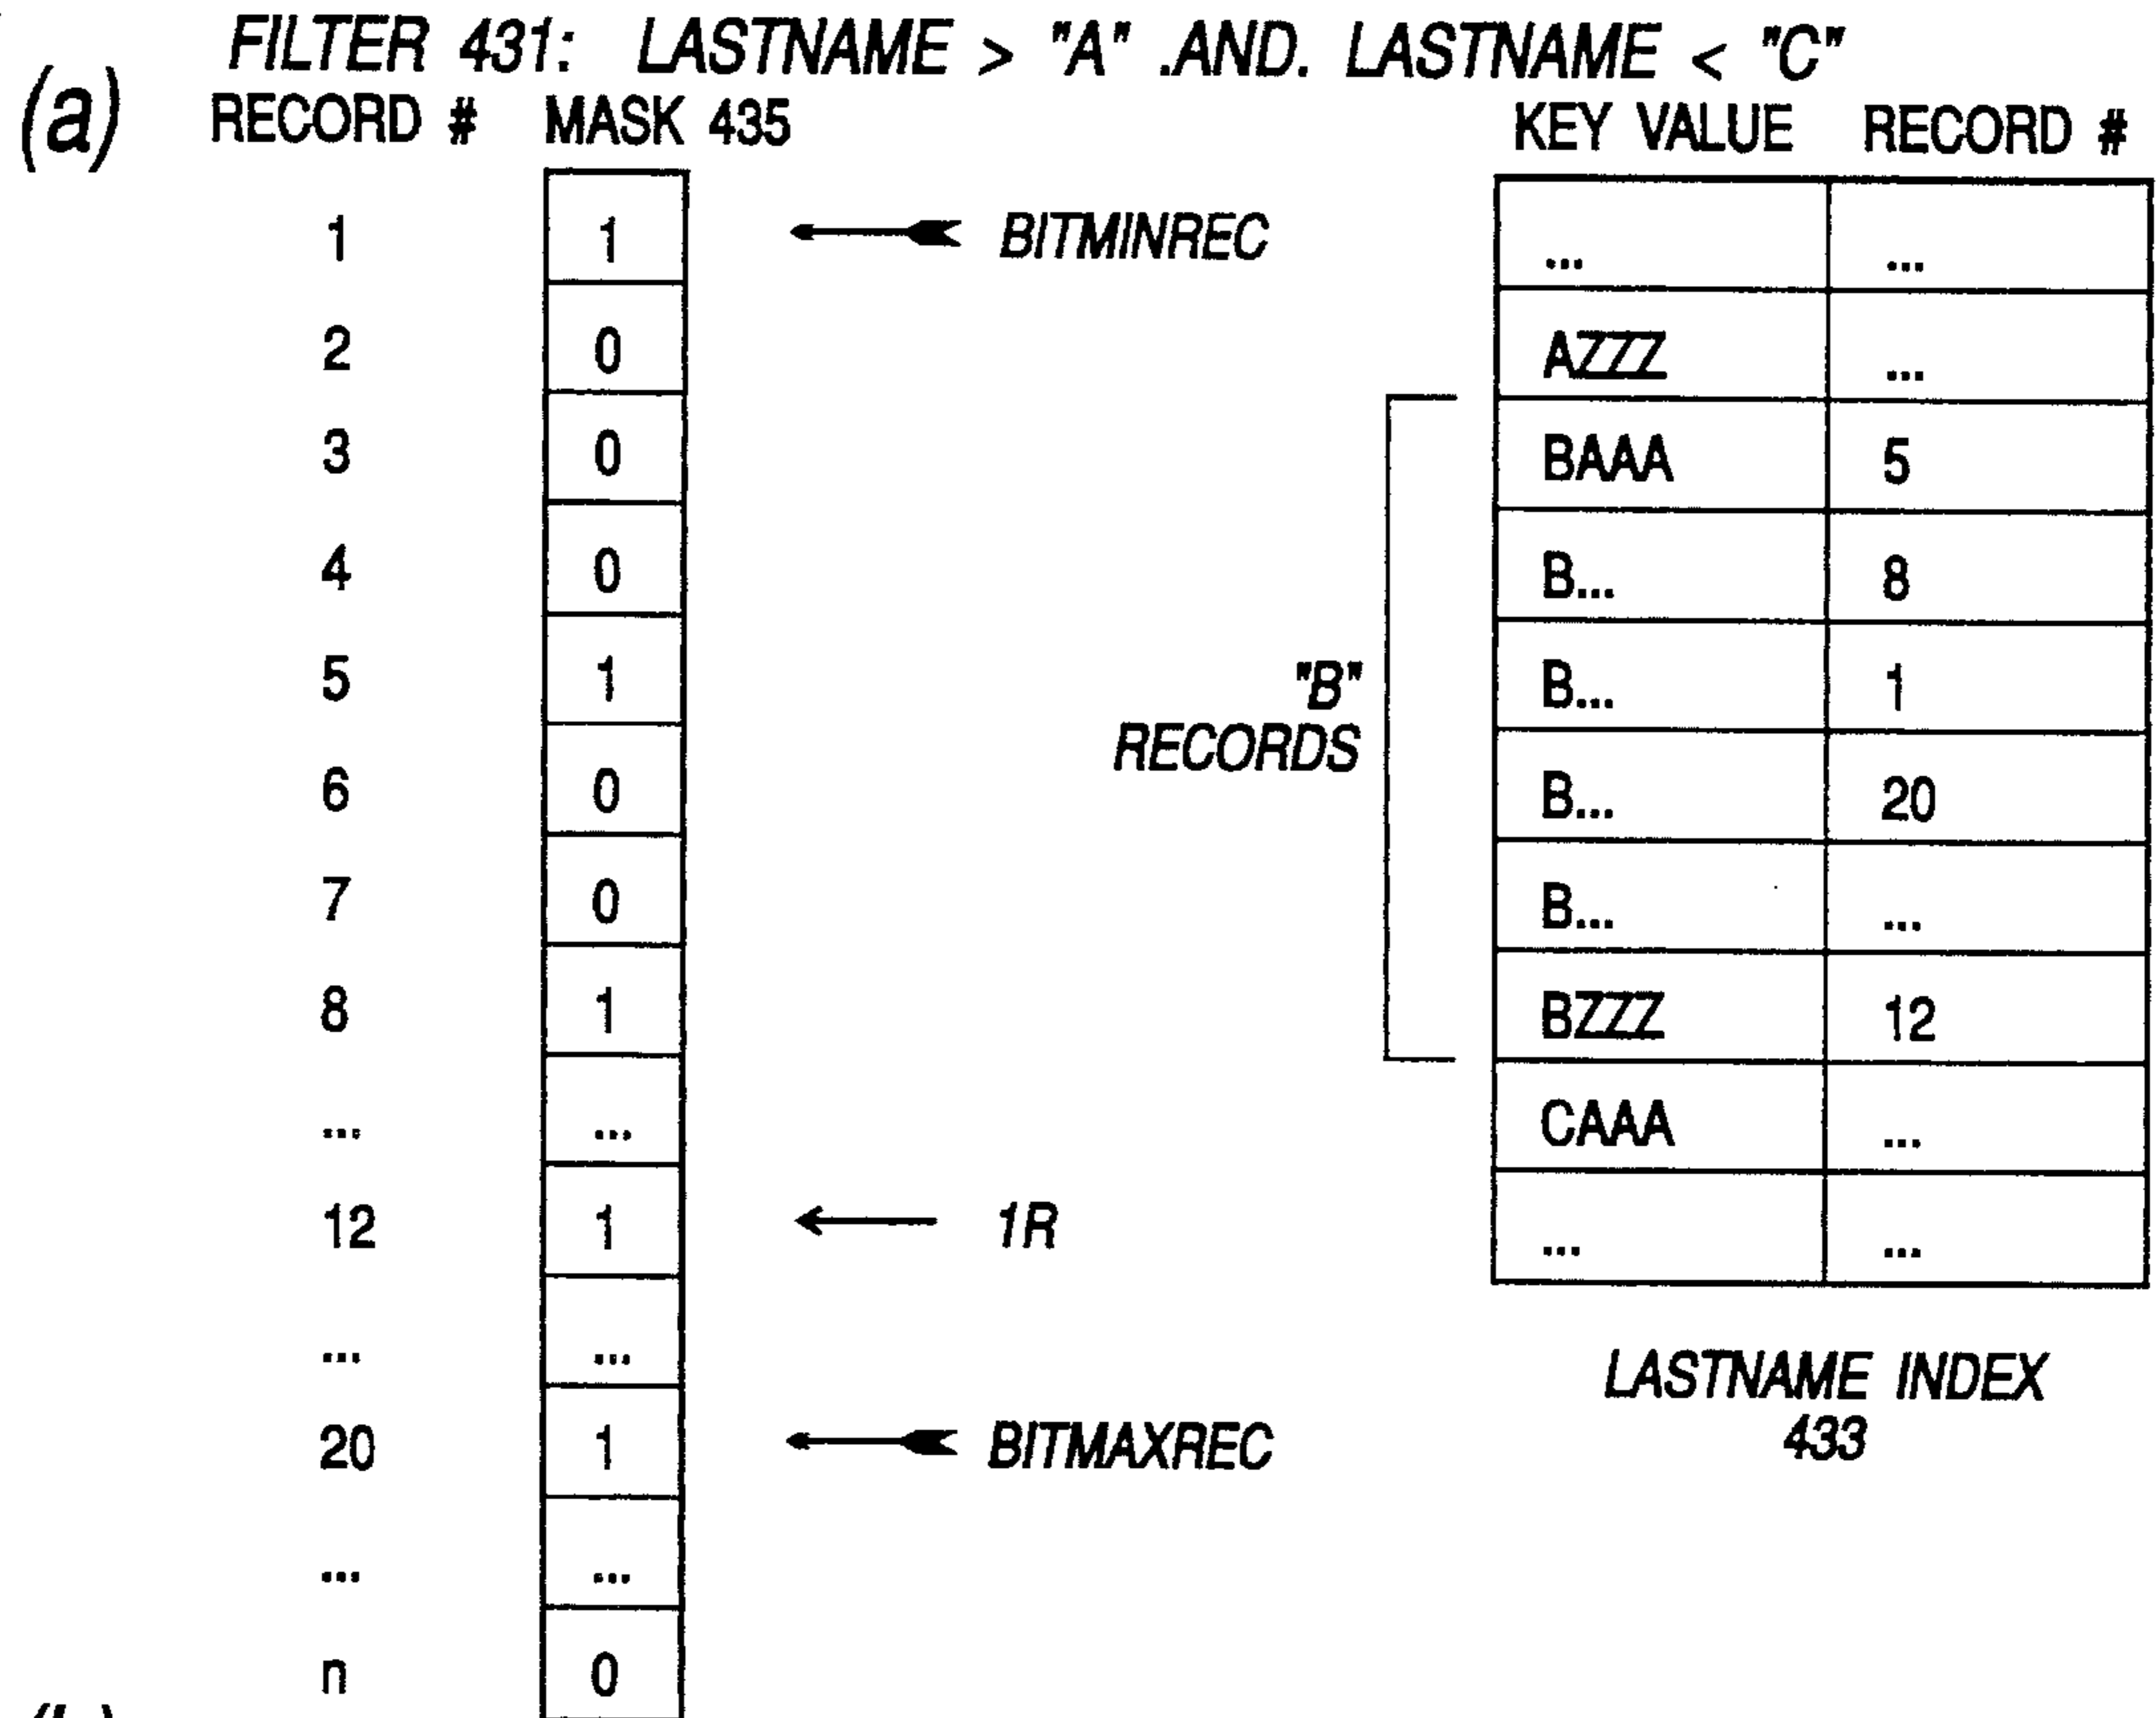 FILTER 431: LASTNAME > "A" .AND. LASTNAME < "C"
(a)
RECORD # MASK 435
1 1 BITMINREC
2 0
3 0
4 0
5 1
6 0
7 0
8 1
... ...
12 1 1R
... ...
20 1 BITMAXREC
... ...
n 0
KEY VALUE RECORD #
... ...
AZZZ ...
BAAA 5
B... 8
B... 1
B... 20
B... ...
BZZZ 12
CAAA ...
... ...
"B"
RECORDS
LASTNAME INDEX
433